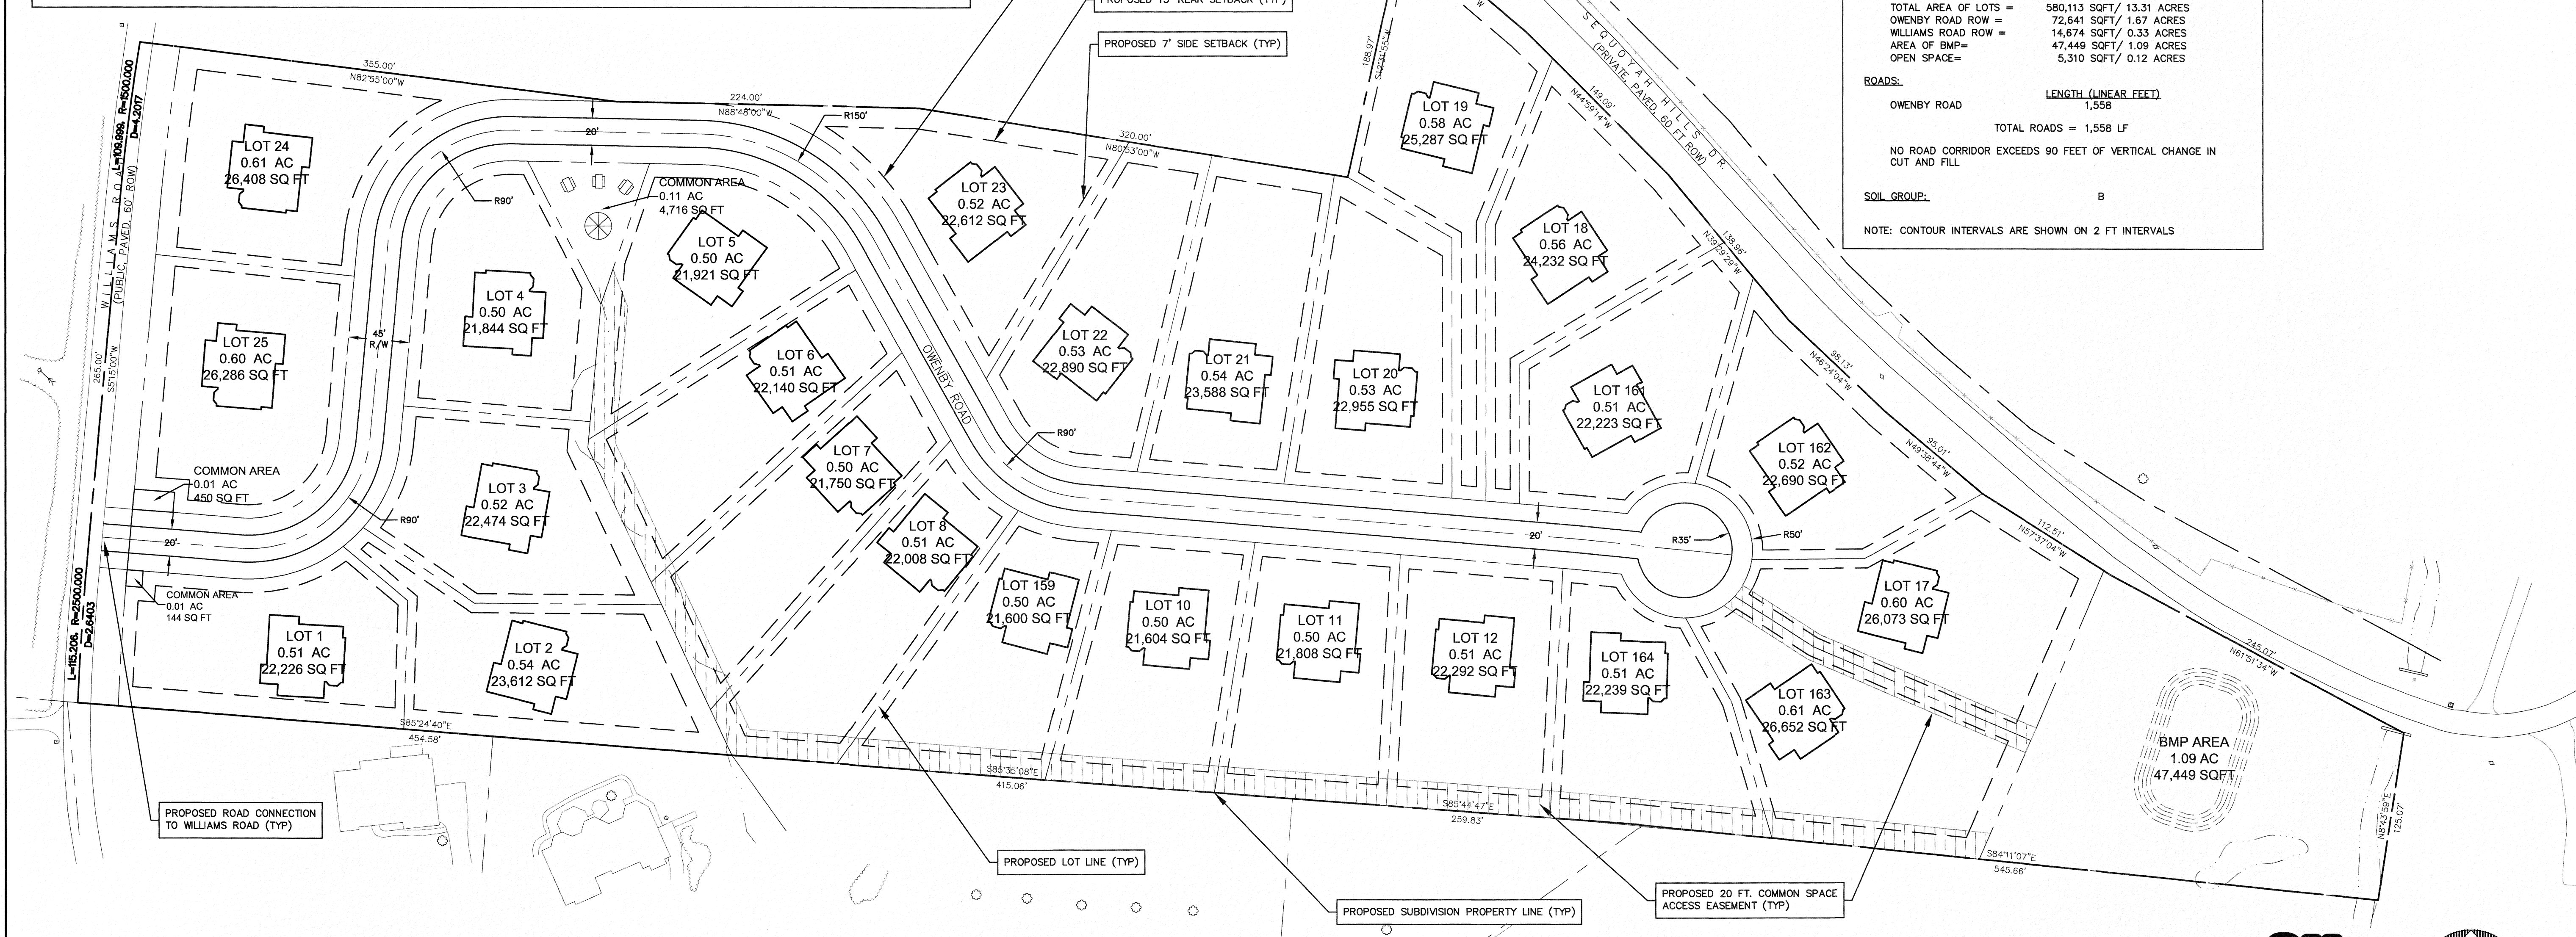 PROPOSED 7' SIDE SETBACK (TYP)
TOTAL AREA OF LOTS = 580,113 SQFT/ 13.31 ACRES
OWENBY ROAD ROW = 72,641 SQFT/ 1.67 ACRES
WILLIAMS ROAD ROW = 14,674 SQFT/ 0.33 ACRES
AREA OF BMP= 47,449 SQFT/ 1.09 ACRES
OPEN SPACE= 5,310 SQFT/ 0.12 ACRES
ROADS:
LENGTH (LINEAR FEET)
OWENBY ROAD 1,558
TOTAL ROADS = 1,558 LF
NO ROAD CORRIDOR EXCEEDS 90 FEET OF VERTICAL CHANGE IN
CUT AND FILL
SOIL GROUP: B
NOTE: CONTOUR INTERVALS ARE SHOWN ON 2 FT INTERVALS
SEQUOYAH HILLS DR.
(PRIVATE, PAVED, 60 FT ROW)
WILLIAMS ROAD
(PUBLIC, PAVED, 60' ROW)
L=109.999, R=1500.000
D=4.2017
265.00'
S5°15'00"W
L=115.206, R=2500.000
D=2.6403
355.00'
N82°55'00"W
224.00'
N88°48'00"W
320.00'
N80°53'00"W
188.97'
S12°31'55"W
149.09'
N44°59'14"W
138.96'
N39°29'29"W
98.13'
N46°24'04"W
95.01'
N49°38'44"W
112.51'
N57°37'04"W
245.07'
N61°51'34"W
N8°43'59"E
125.07'
LOT 24
0.61 AC
26,408 SQ FT
LOT 25
0.60 AC
26,286 SQ FT
COMMON AREA
0.01 AC
450 SQ FT
COMMON AREA
0.01 AC
144 SQ FT
20'
R90'
45'
R/W
20'
R90'
R150'
COMMON AREA
0.11 AC
4,716 SQ FT
LOT 4
0.50 AC
21,844 SQ FT
LOT 5
0.50 AC
21,921 SQ FT
LOT 3
0.52 AC
22,474 SQ FT
LOT 6
0.51 AC
22,140 SQ FT
LOT 7
0.50 AC
21,750 SQ FT
LOT 8
0.51 AC
22,008 SQ FT
LOT 1
0.51 AC
22,226 SQ FT
LOT 2
0.54 AC
23,612 SQ FT
OWENBY ROAD
R90'
LOT 23
0.52 AC
22,612 SQ FT
LOT 22
0.53 AC
22,890 SQ FT
LOT 21
0.54 AC
23,588 SQ FT
LOT 20
0.53 AC
22,955 SQ FT
LOT 19
0.58 AC
25,287 SQ FT
LOT 18
0.56 AC
24,232 SQ FT
LOT 161
0.51 AC
22,223 SQ FT
LOT 162
0.52 AC
22,690 SQ FT
20'
R35'
R50'
LOT 17
0.60 AC
26,073 SQ FT
LOT 159
0.50 AC
21,600 SQ FT
LOT 10
0.50 AC
21,604 SQ FT
LOT 11
0.50 AC
21,808 SQ FT
LOT 12
0.51 AC
22,292 SQ FT
LOT 164
0.51 AC
22,239 SQ FT
LOT 163
0.61 AC
26,652 SQ FT
BMP AREA
1.09 AC
47,449 SQFT
S85°24'40"E
454.58'
S85°35'08"E
415.06'
S85°44'47"E
259.83'
S84°11'07"E
545.66'
PROPOSED ROAD CONNECTION
TO WILLIAMS ROAD (TYP)
PROPOSED LOT LINE (TYP)
PROPOSED SUBDIVISION PROPERTY LINE (TYP)
PROPOSED 20 FT. COMMON SPACE
ACCESS EASEMENT (TYP)